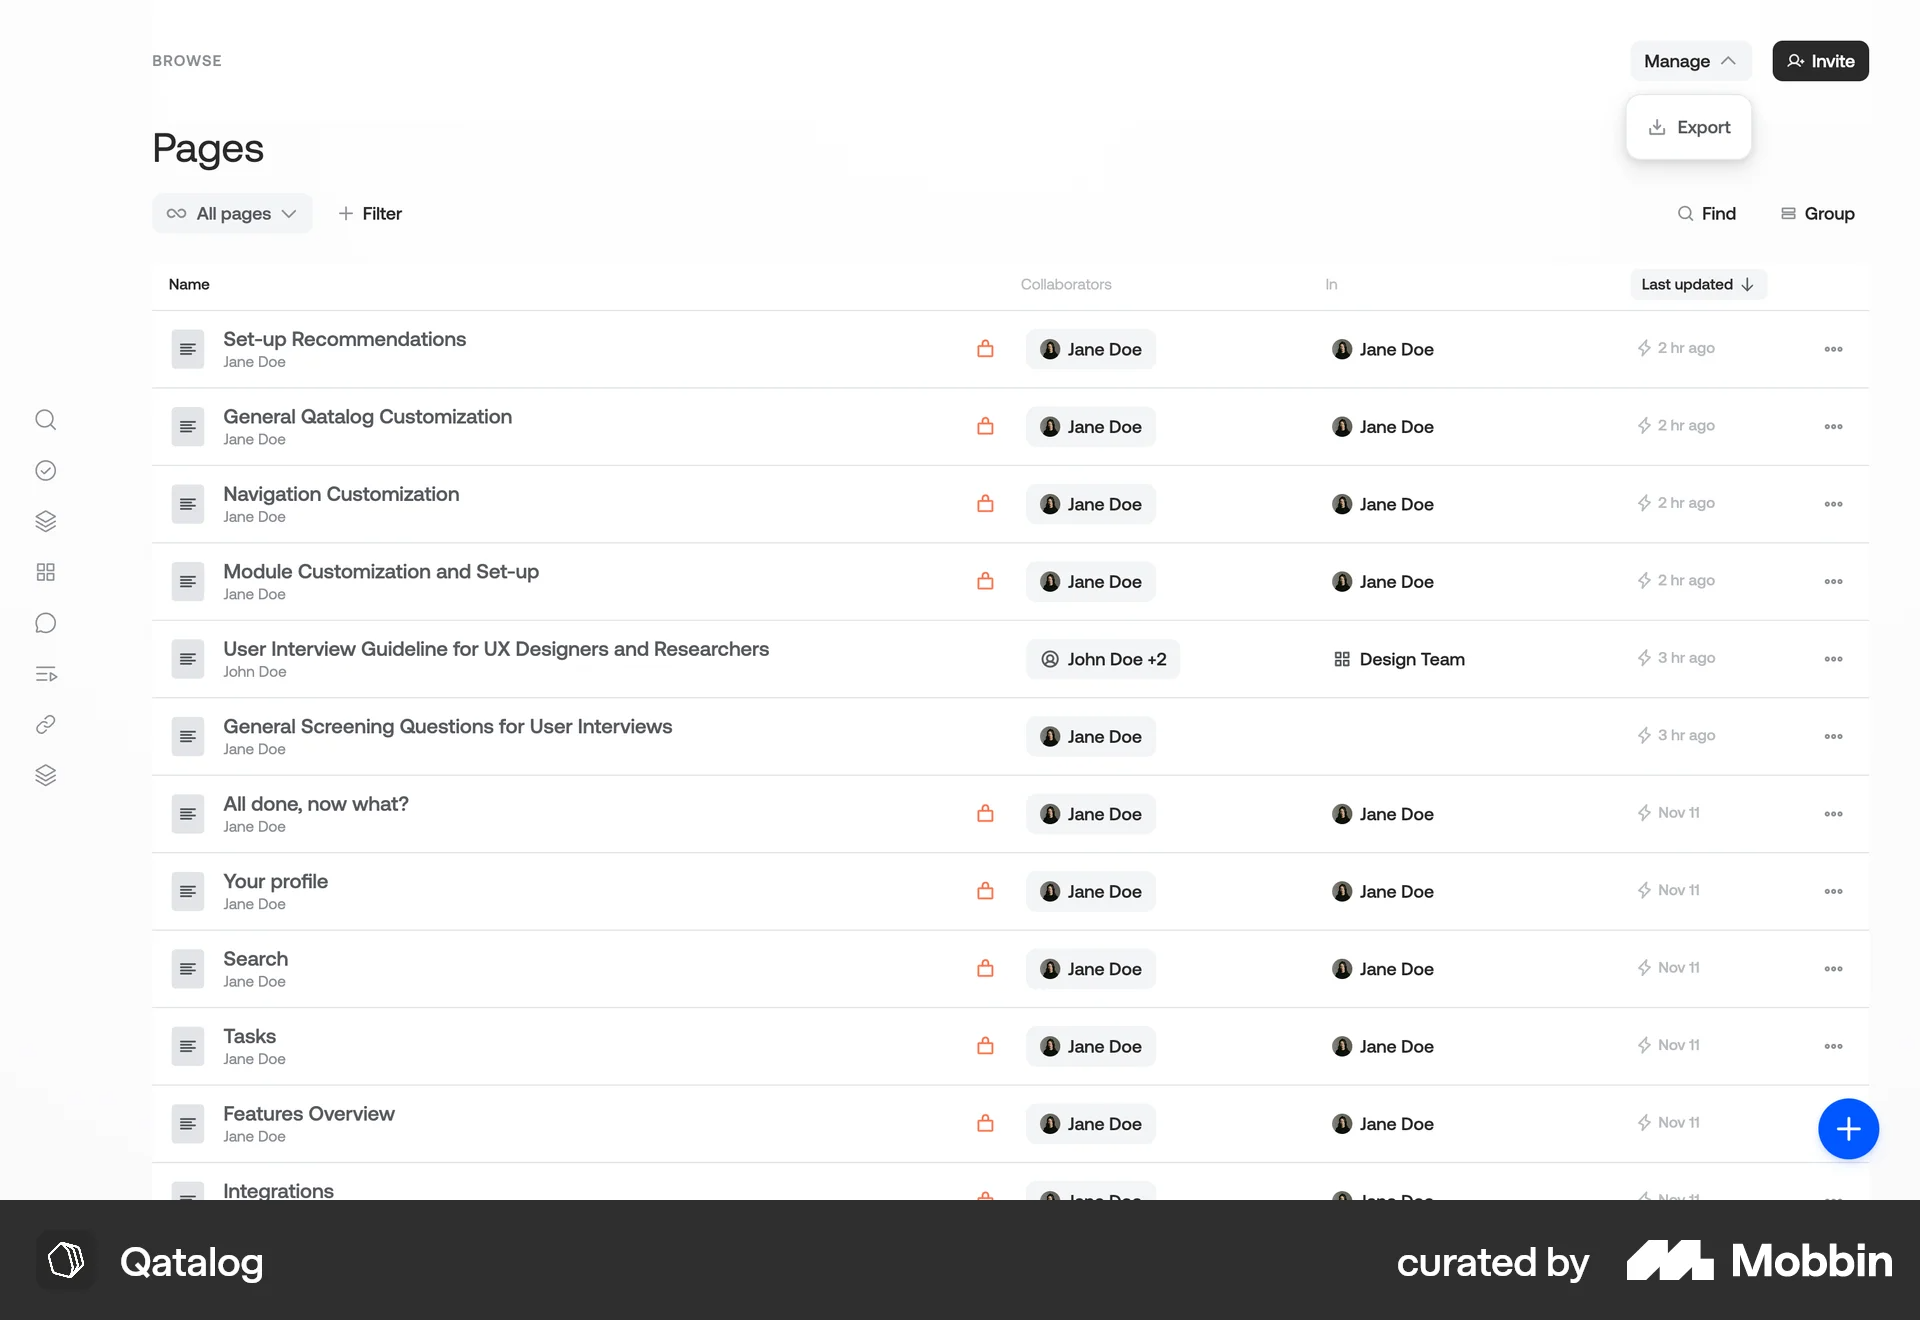 BROWSE
Manage
Invite
Export
Pages
All pages
Filter
Find
Group
Name
Collaborators
In
Last updated
Set-up Recommendations
Jane Doe
Jane Doe
Jane Doe
2 hr ago
General Qatalog Customization
Jane Doe
Jane Doe
Jane Doe
2 hr ago
Navigation Customization
Jane Doe
Jane Doe
Jane Doe
2 hr ago
Module Customization and Set-up
Jane Doe
Jane Doe
Jane Doe
2 hr ago
User Interview Guideline for UX Designers and Researchers
John Doe
John Doe +2
Design Team
3 hr ago
General Screening Questions for User Interviews
Jane Doe
Jane Doe
3 hr ago
All done, now what?
Jane Doe
Jane Doe
Jane Doe
Nov 11
Your profile
Jane Doe
Jane Doe
Jane Doe
Nov 11
Search
Jane Doe
Jane Doe
Jane Doe
Nov 11
Tasks
Jane Doe
Jane Doe
Jane Doe
Nov 11
Features Overview
Jane Doe
Jane Doe
Jane Doe
Nov 11
Integrations
Jane Doe
Jane Doe
Nov 11
Qatalog
curated by
Mobbin